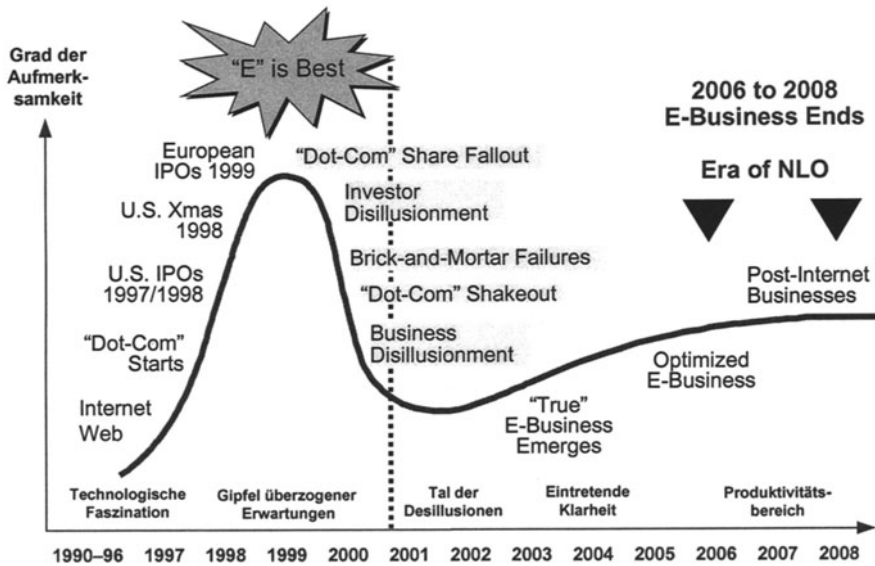 Grad der
Aufmerk-
samkeit
“E” is Best
2006 to 2008
E-Business Ends
Era of NLO
European
IPOs 1999
“Dot-Com” Share Fallout
Investor
Disillusionment
U.S. Xmas
1998
Brick-and-Mortar Failures
U.S. IPOs
1997/1998
“Dot-Com” Shakeout
Post-Internet
Businesses
“Dot-Com”
Starts
Business
Disillusionment
Optimized
E-Business
Internet
Web
“True”
E-Business
Emerges
Technologische
Faszination
Gipfel überzogener
Erwartungen
Tal der
Desillusionen
Eintretende
Klarheit
Produktivitäts-
bereich
1990–96 1997 1998 1999 2000 2001 2002 2003 2004 2005 2006 2007 2008